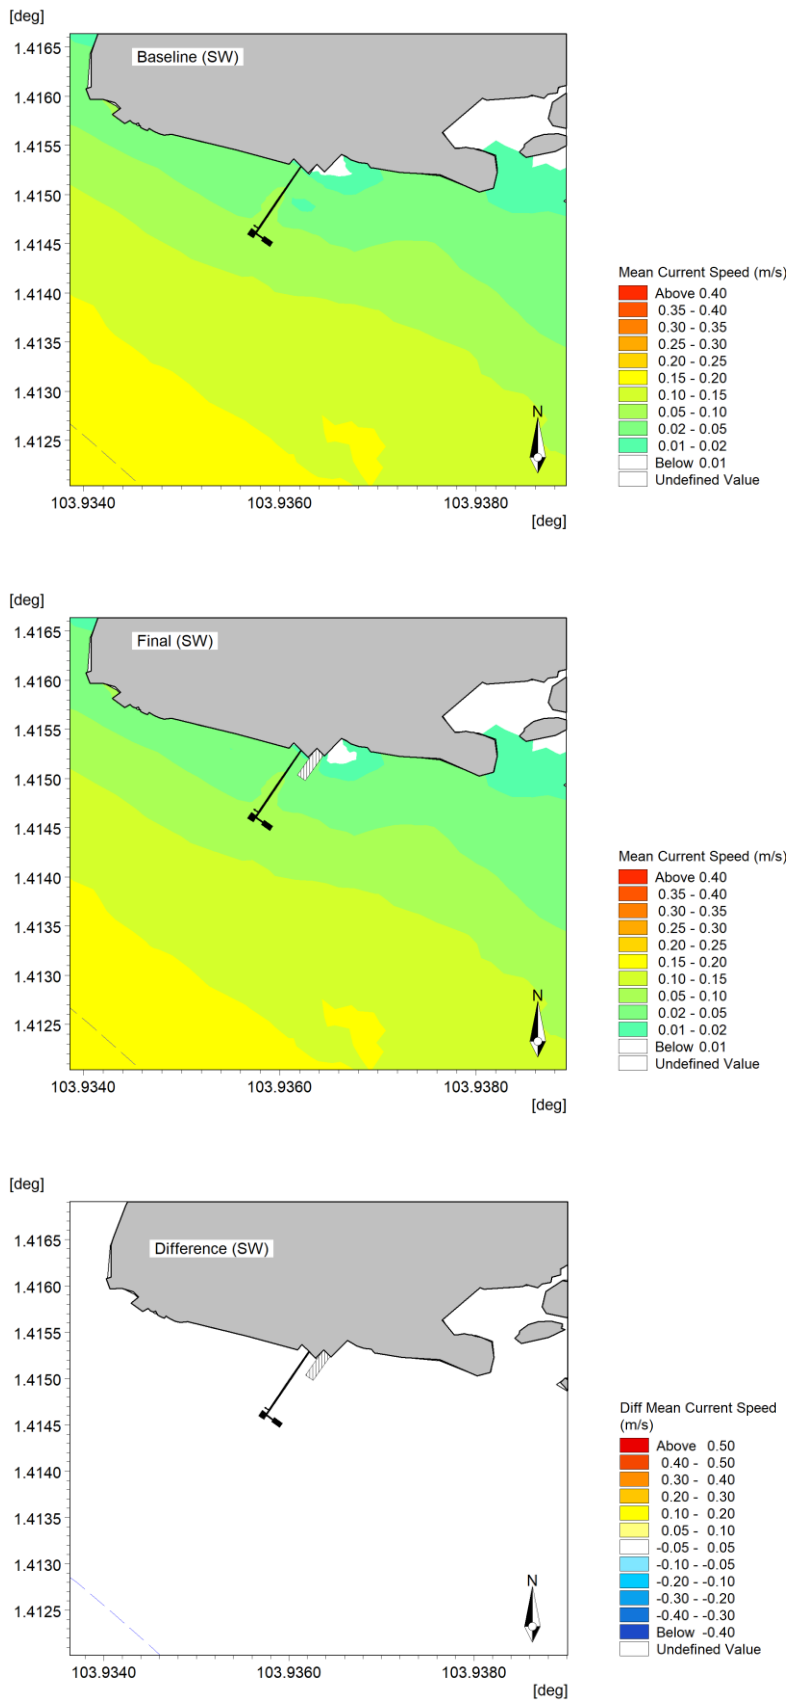 [deg]
Baseline (SW)
1.4165
1.4160
1.4155
1.4150
1.4145
1.4140
1.4135
1.4130
1.4125
N
103.9340 103.9360 103.9380
[deg]
Mean Current Speed (m/s)
Above 0.40
0.35 - 0.40
0.30 - 0.35
0.25 - 0.30
0.20 - 0.25
0.15 - 0.20
0.10 - 0.15
0.05 - 0.10
0.02 - 0.05
0.01 - 0.02
Below 0.01
Undefined Value
[deg]
Final (SW)
1.4165
1.4160
1.4155
1.4150
1.4145
1.4140
1.4135
1.4130
1.4125
N
103.9340 103.9360 103.9380
[deg]
Mean Current Speed (m/s)
Above 0.40
0.35 - 0.40
0.30 - 0.35
0.25 - 0.30
0.20 - 0.25
0.15 - 0.20
0.10 - 0.15
0.05 - 0.10
0.02 - 0.05
0.01 - 0.02
Below 0.01
Undefined Value
[deg]
Difference (SW)
1.4165
1.4160
1.4155
1.4150
1.4145
1.4140
1.4135
1.4130
1.4125
N
103.9340 103.9360 103.9380
[deg]
Diff Mean Current Speed
(m/s)
Above 0.50
0.40 - 0.50
0.30 - 0.40
0.20 - 0.30
0.10 - 0.20
0.05 - 0.10
-0.05 - 0.05
-0.10 - -0.05
-0.20 - -0.10
-0.30 - -0.20
-0.40 - -0.30
Below -0.40
Undefined Value